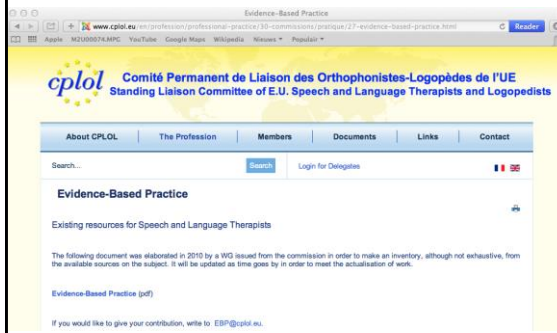 Evidence-Based Practice
www.cplol.eu/en/profession/professional-practice/30-commissions/pratique/27-evidence-based-practice.html
Reader
Apple M2U00074.MPG YouTube Google Maps Wikipedia Nieuws Populair
cplol
Comité Permanent de Liaison des Orthophonistes-Logopèdes de l'UE
Standing Liaison Committee of E.U. Speech and Language Therapists and Logopedists
About CPLOL The Profession Members Documents Links Contact
Search... Search Login for Delegates
Evidence-Based Practice
Existing resources for Speech and Language Therapists
The following document was elaborated in 2010 by a WG issued from the commission in order to make an inventory, although not exhaustive, from
the available sources on the subject. It will be updated as time goes by in order to meet the actualisation of work.
Evidence-Based Practice (pdf)
If you would like to give your contribution, write to EBP@cplol.eu.